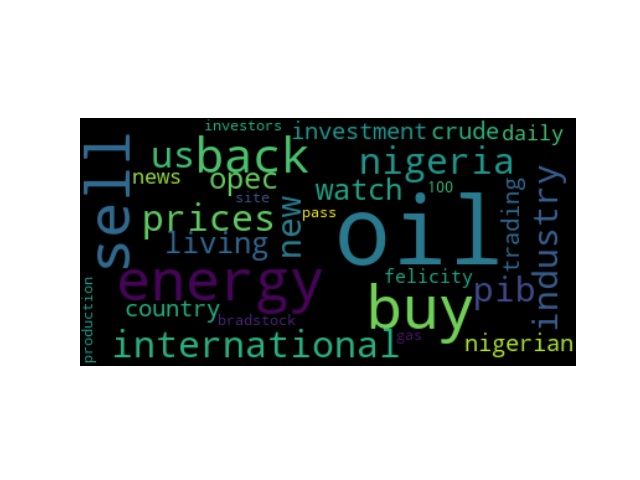 investors
investment crude daily
us back
nigeria
news
opec
watch
100
site
sell
prices
new
pass
oil
trading
industry
living
energy
felicity
pib
buy
country
bradstock
production
international
gas
nigerian